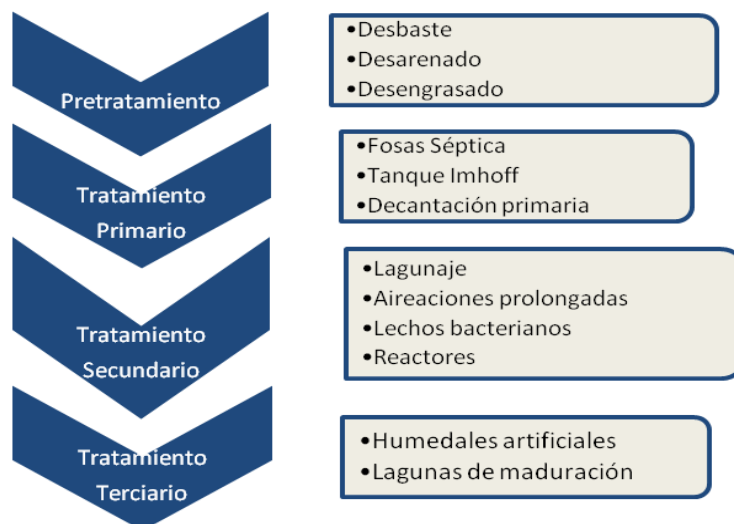 Pretratamiento
•Desbaste
•Desarenado
•Desengrasado
Tratamiento
Primario
•Fosas Séptica
•Tanque Imhoff
•Decantación primaria
Tratamiento
Secundario
•Lagunaje
•Aireaciones prolongadas
•Lechos bacterianos
•Reactores
Tratamiento
Terciario
•Humedales artificiales
•Lagunas de maduración